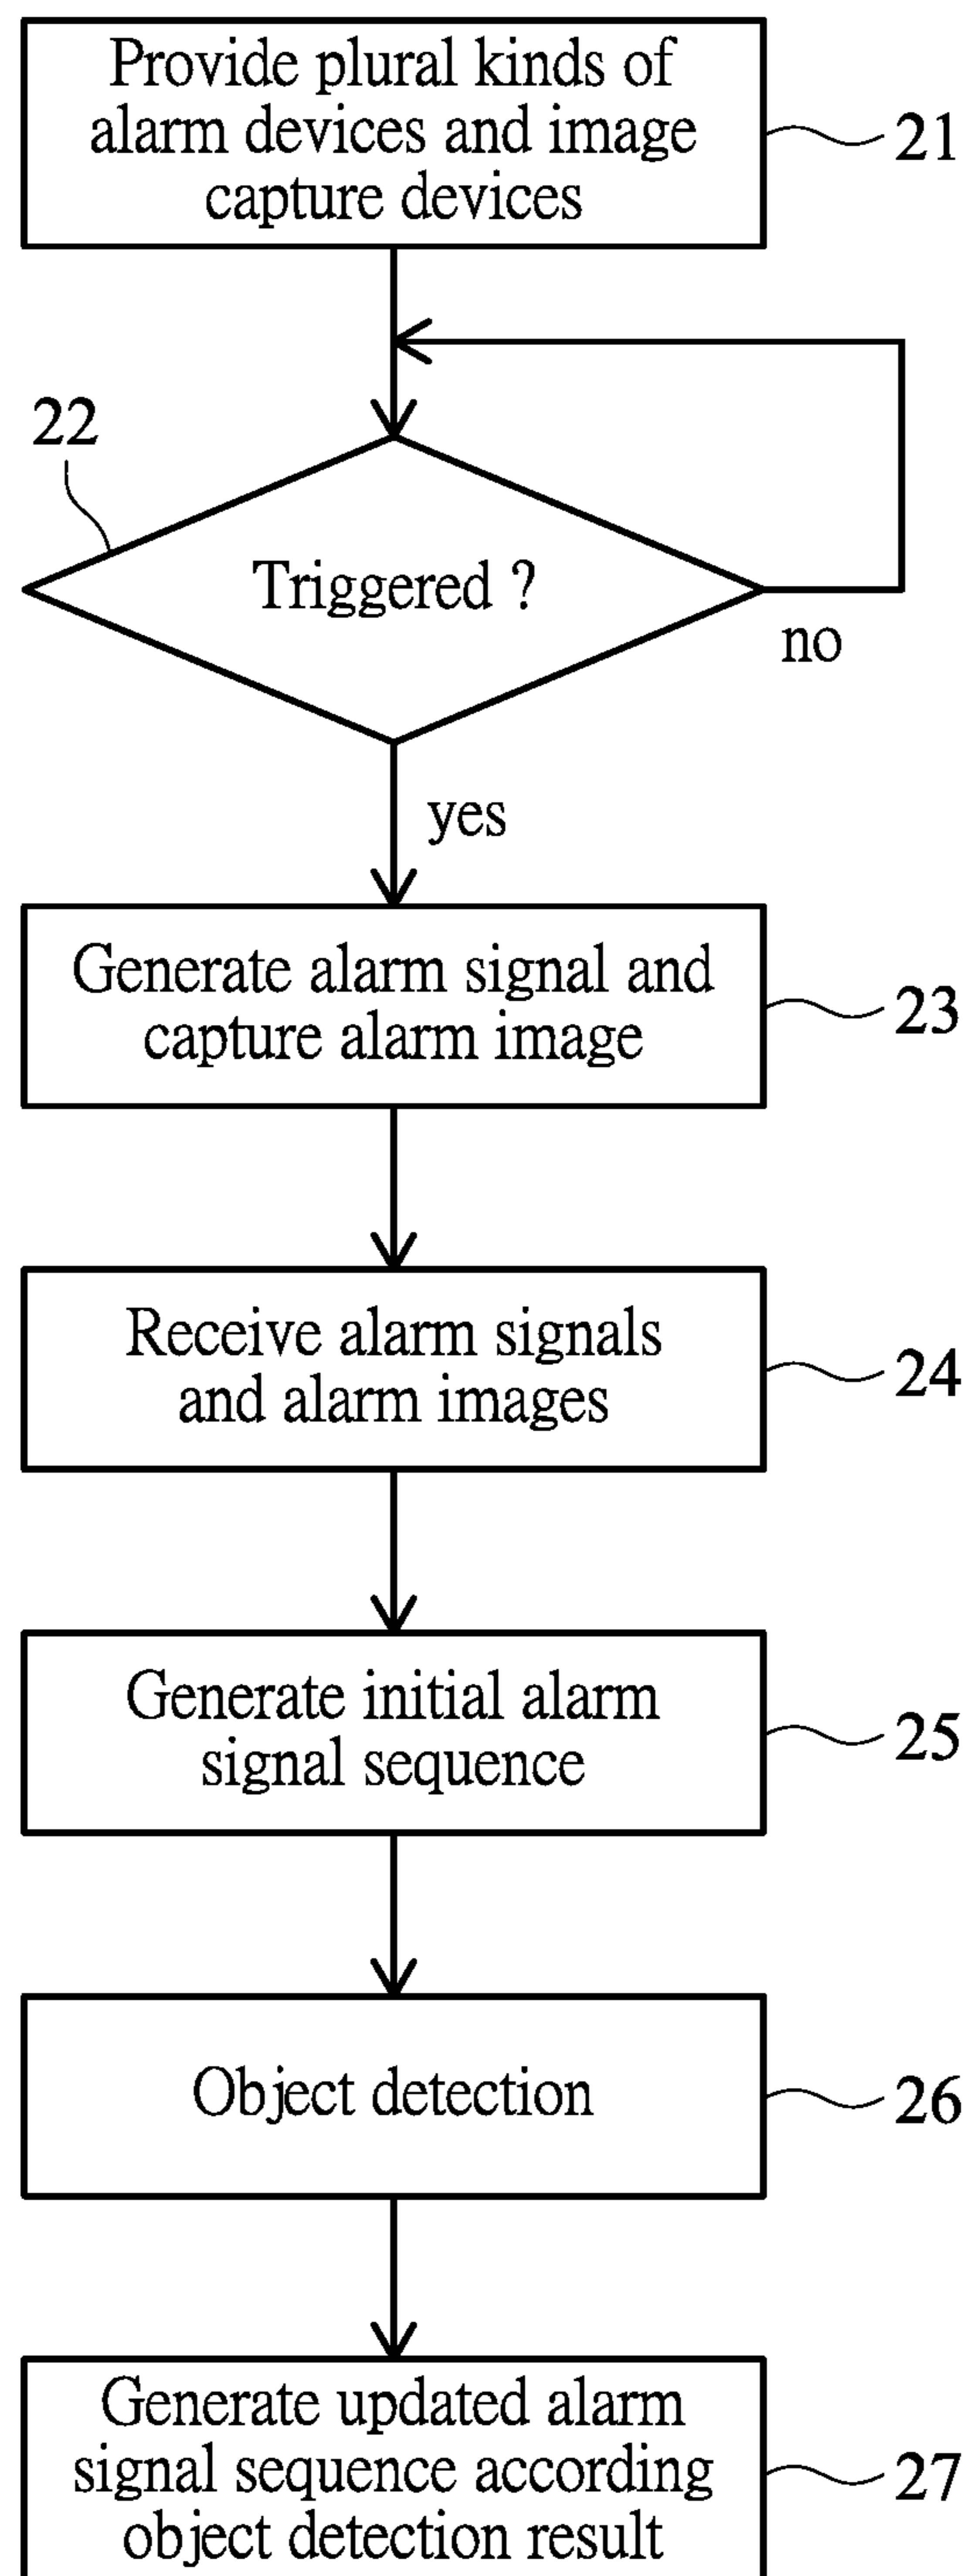 Provide plural kinds of
alarm devices and image
capture devices
21
22
Triggered ?
no
yes
Generate alarm signal and
capture alarm image
23
Receive alarm signals
and alarm images
24
Generate initial alarm
signal sequence
25
Object detection
26
Generate updated alarm
signal sequence according
object detection result
27